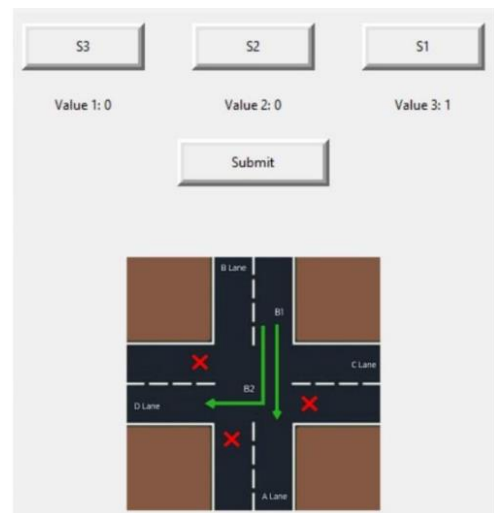 S3 S2 S1
Value 1: 0 Value 2: 0 Value 3: 1
Submit
B Lane
B1
C Lane
B2
D Lane
A Lane